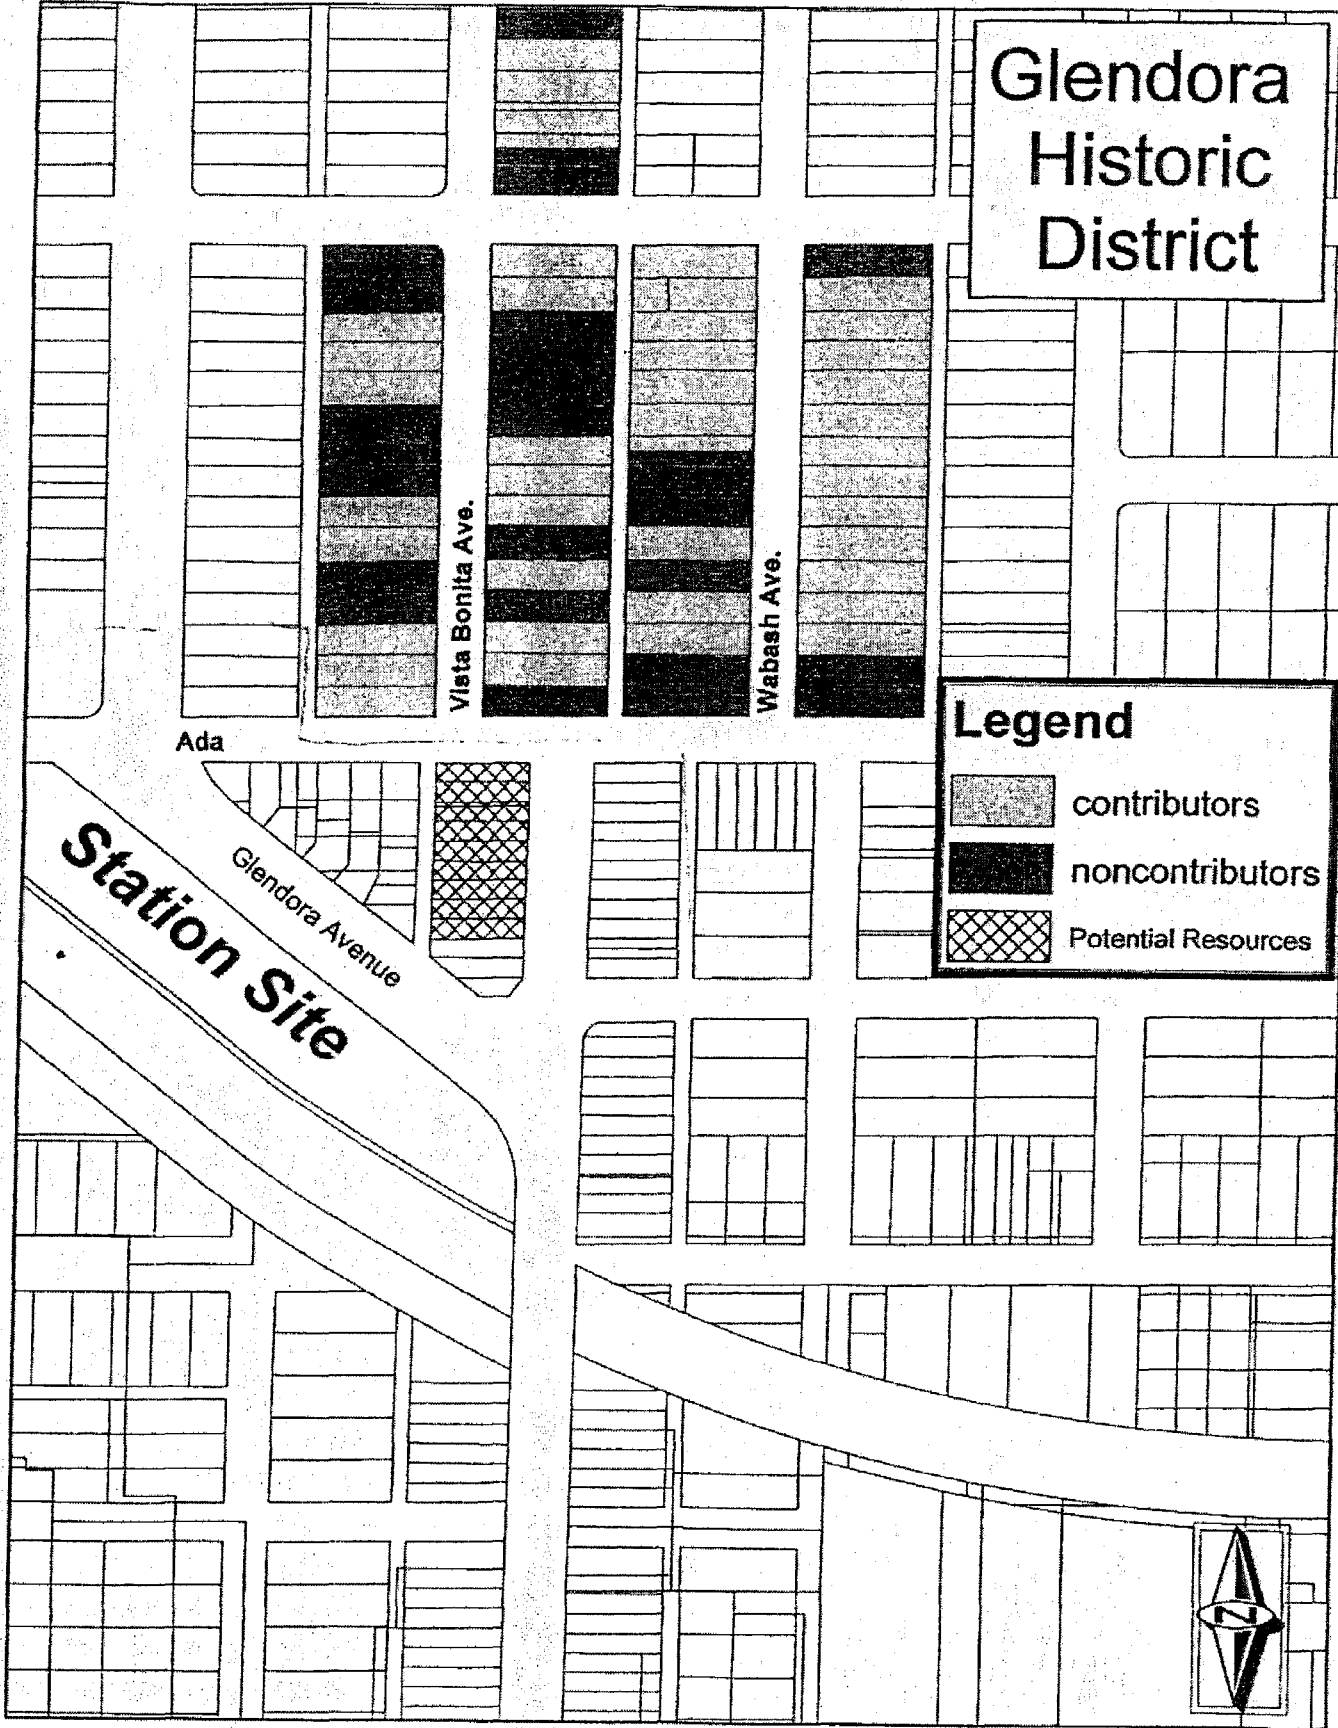 Glendora
Historic
District
Vista Bonita Ave.
Wabash Ave.
Ada
Glendora Avenue
Station Site
Legend
contributors
noncontributors
Potential Resources
N